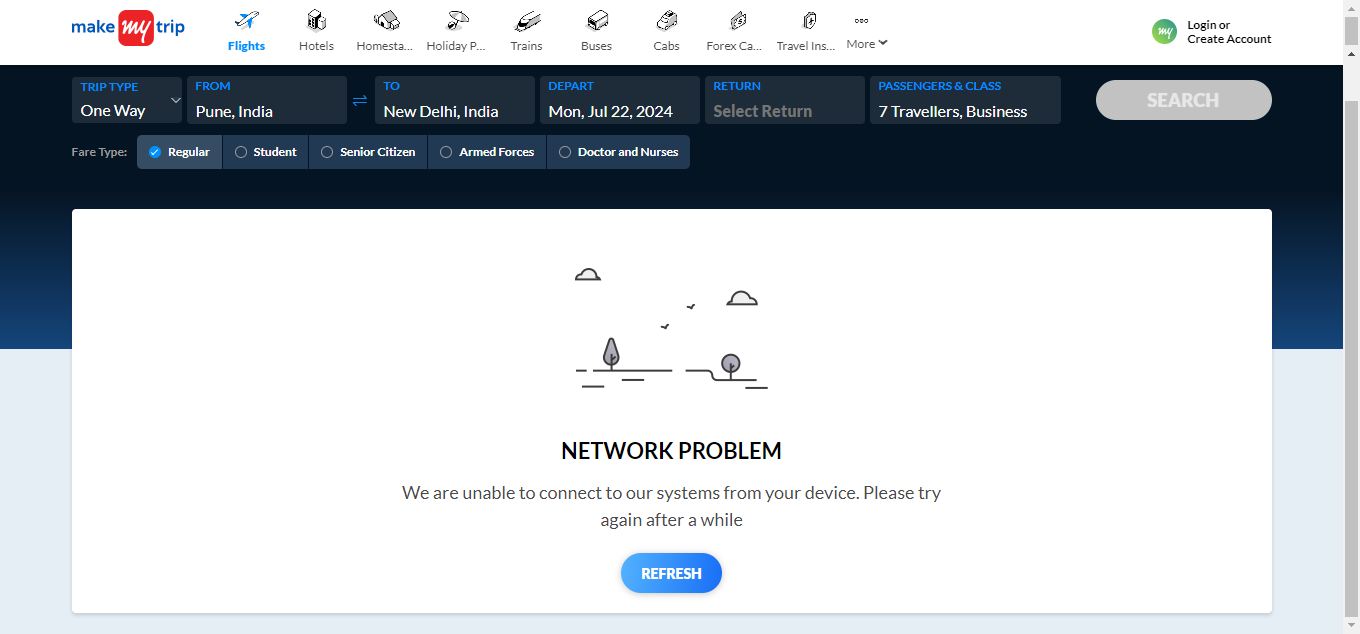 make my trip
Flights
Hotels
Homesta...
Holiday P...
Trains
Buses
Cabs
Forex Ca...
Travel Ins...
More
my
Login or
Create Account
TRIP TYPE
One Way
FROM
Pune, India
TO
New Delhi, India
DEPART
Mon, Jul 22, 2024
RETURN
Select Return
PASSENGERS & CLASS
7 Travellers, Business
SEARCH
Fare Type:
Regular
Student
Senior Citizen
Armed Forces
Doctor and Nurses
NETWORK PROBLEM
We are unable to connect to our systems from your device. Please try
again after a while
REFRESH